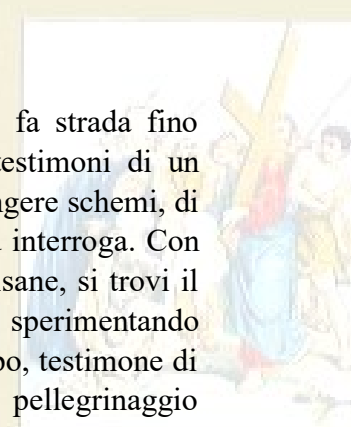 fa strada fino
testimoni di un
ngere schemi, di
interroga. Con
sane, si trovi il
sperimentando
po, testimone di
pellegrinaggio